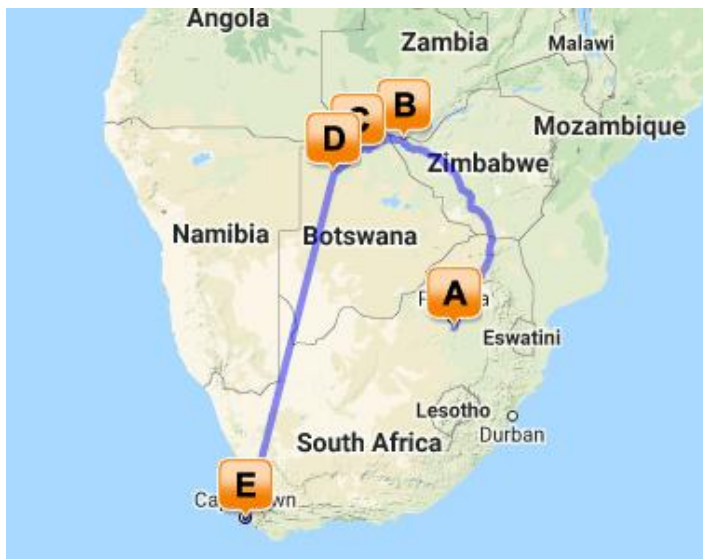 Angola
Zambia
Malawi
B
C
D
Mozambique
Zimbabwe
Namibia
Botswana
A
Eswatini
Lesotho
Durban
South Africa
E